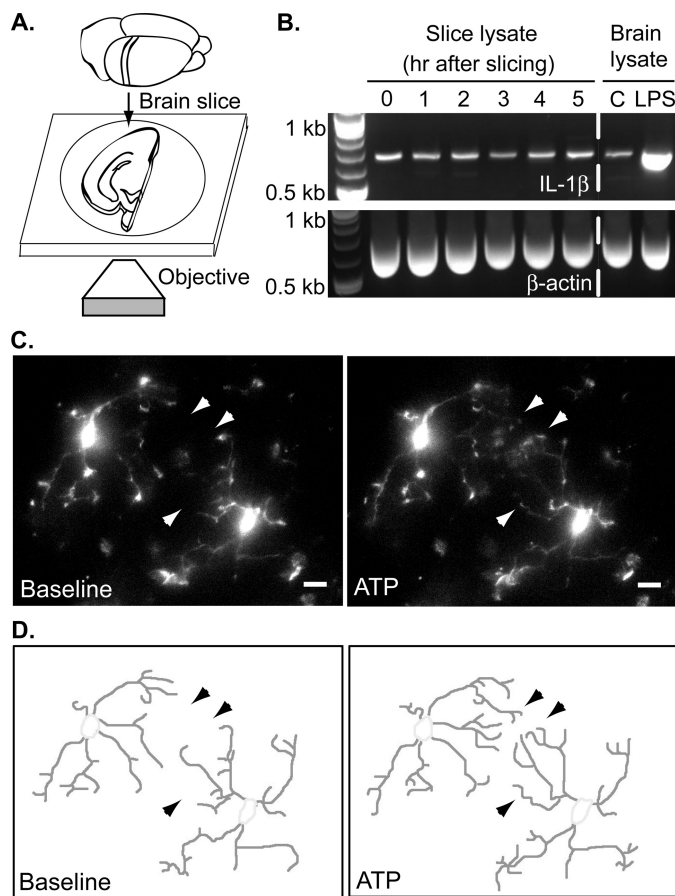 A.
Brain slice
Objective
B.
Slice lysate
(hr after slicing)
Brain
lysate
0 1 2 3 4 5 C LPS
1 kb
0.5 kb
IL-1β
1 kb
0.5 kb
β-actin
C.
Baseline
ATP
D.
Baseline
ATP